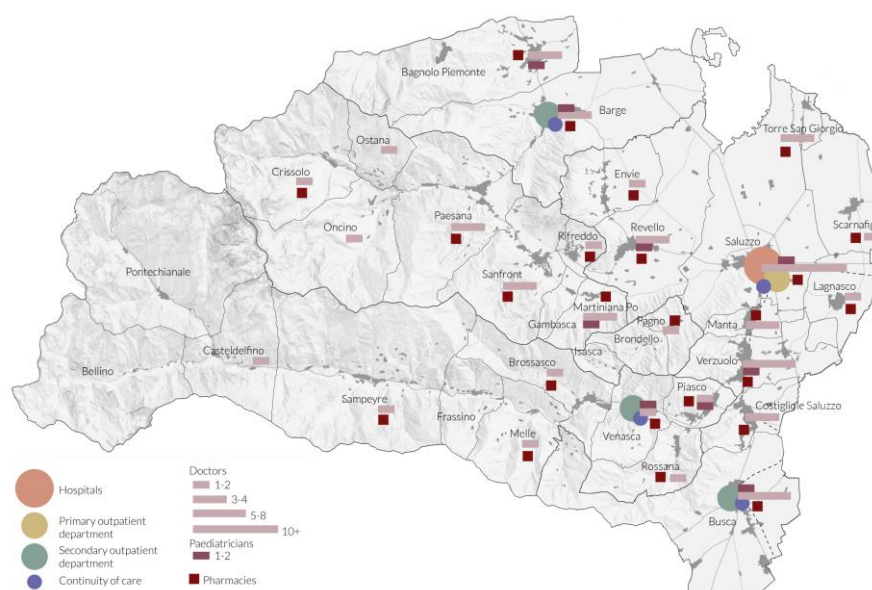 Bagnolo Piemonte
Barge
Torre San Giorgio
Ostana
Crissolo
Envie
Oncino
Paesana
Rifreddo
Revello
Scarnafig
Saluzzo
Pontechianale
Sanfront
Lagnasco
Martiniana Po
Gambasca
Pagno
Manta
Brondello
Casteldelfino
Isasca
Brossasco
Verzuolo
Bellino
Piasco
Sampeyre
Frassino
Costigliole Saluzzo
Melle
Venasca
Rossana
Busca
Hospitals
Primary outpatient
department
Secondary outpatient
department
Continuity of care
Doctors
1-2
3-4
5-8
10+
Paediatricians
1-2
Pharmacies